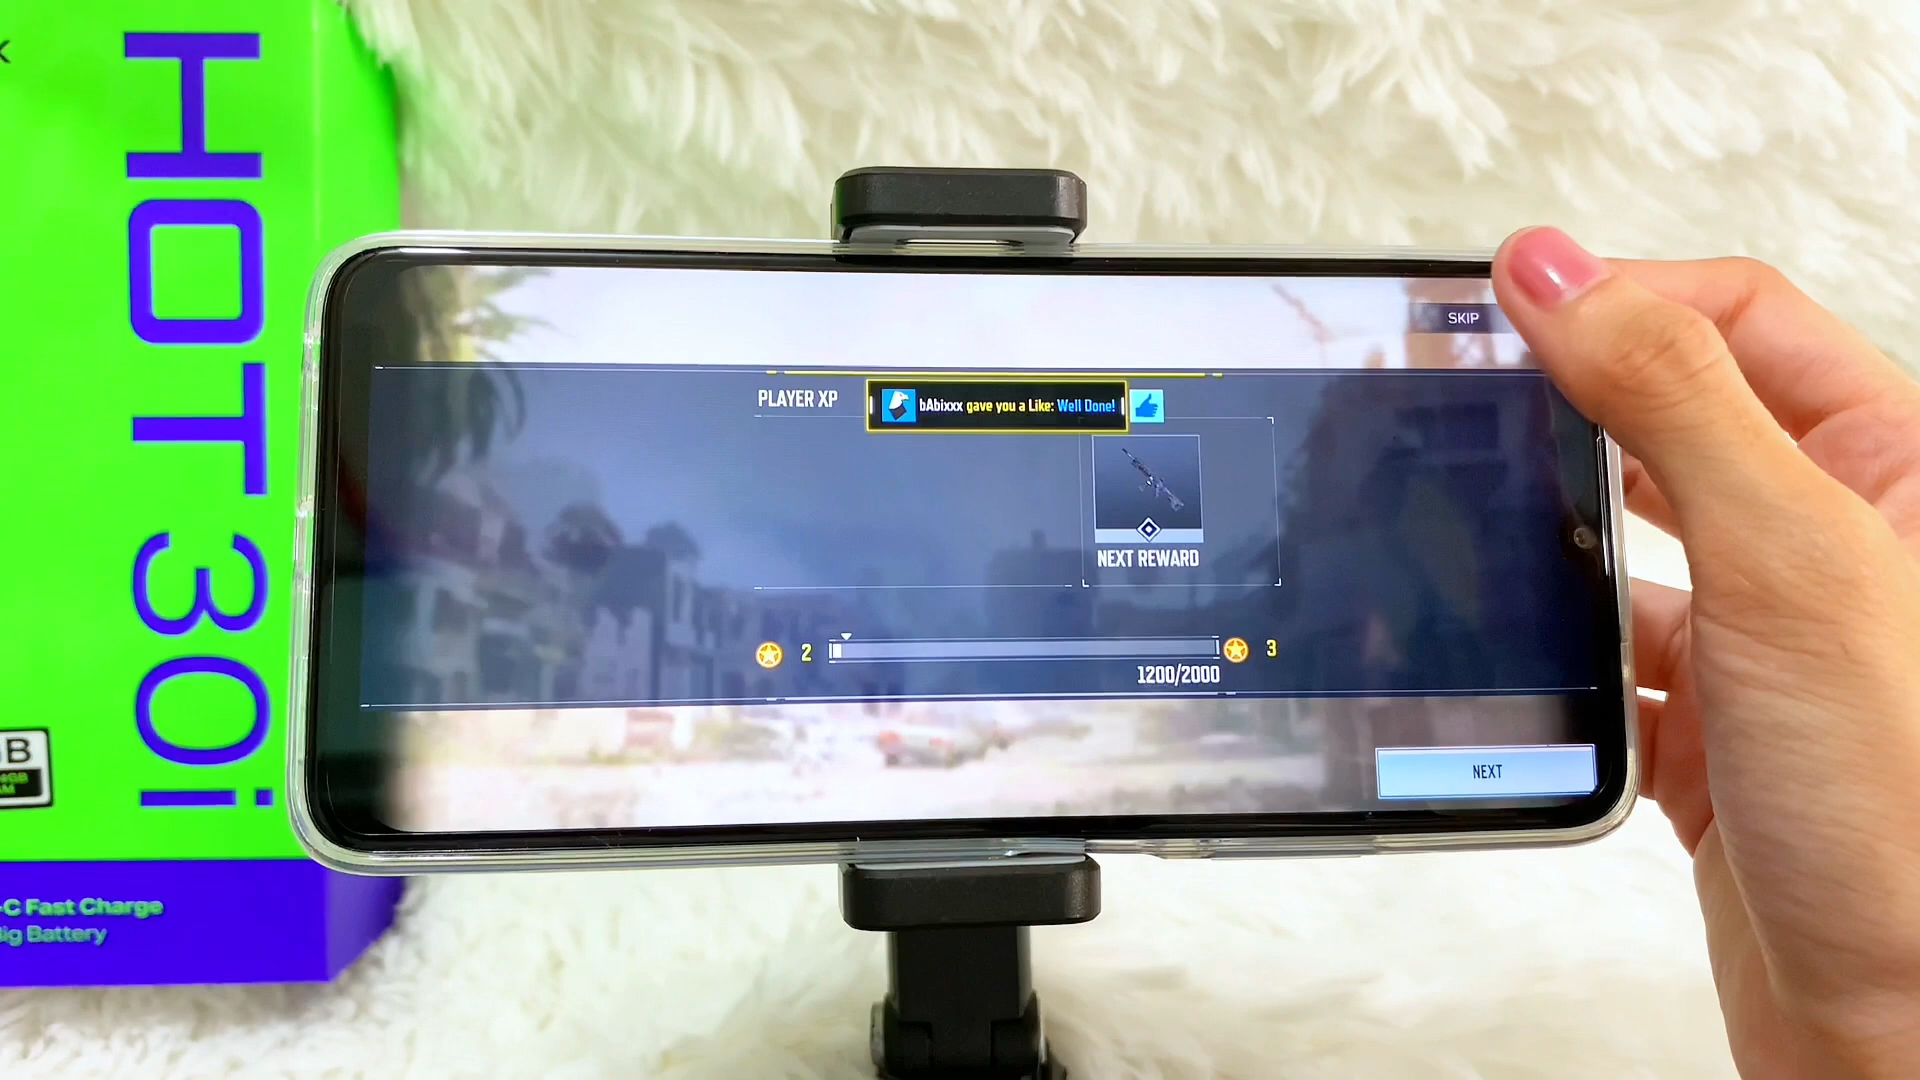 HOT 30i
SKIP
PLAYER XP
bAbixxx gave you a Like: Well Done!
NEXT REWARD
2
3
1200/2000
NEXT
-C Fast Charge
Big Battery